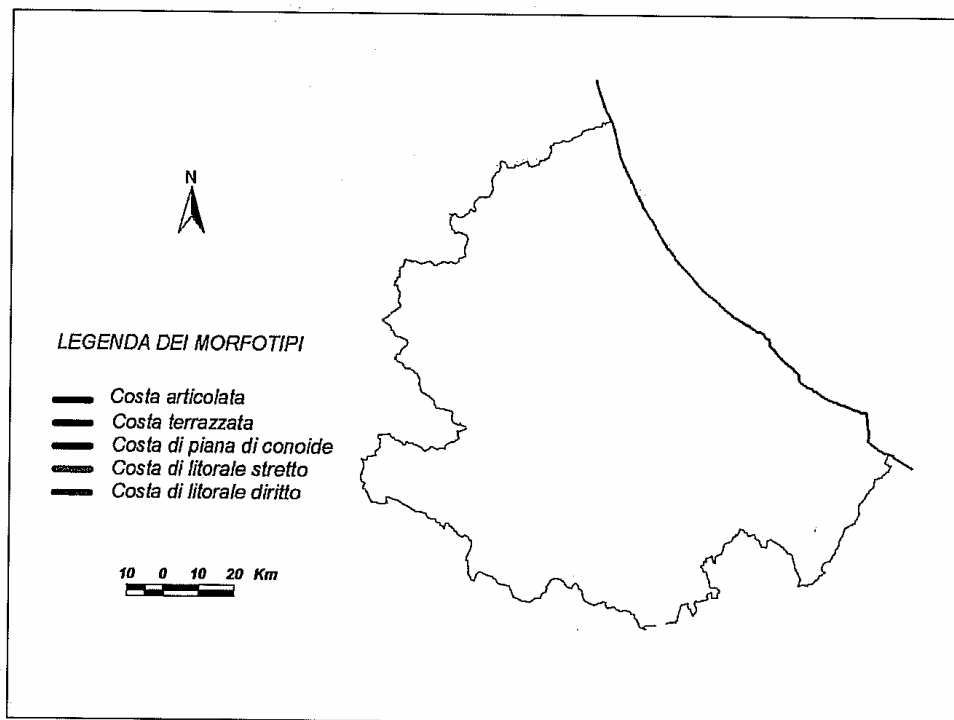 N
LEGENDA DEI MORFOTIPI
Costa articolata
Costa terrazzata
Costa di piana di conoide
Costa di litorale stretto
Costa di litorale diritto
10 0 10 20 Km